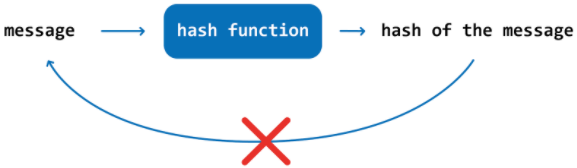 message
hash function
hash of the message